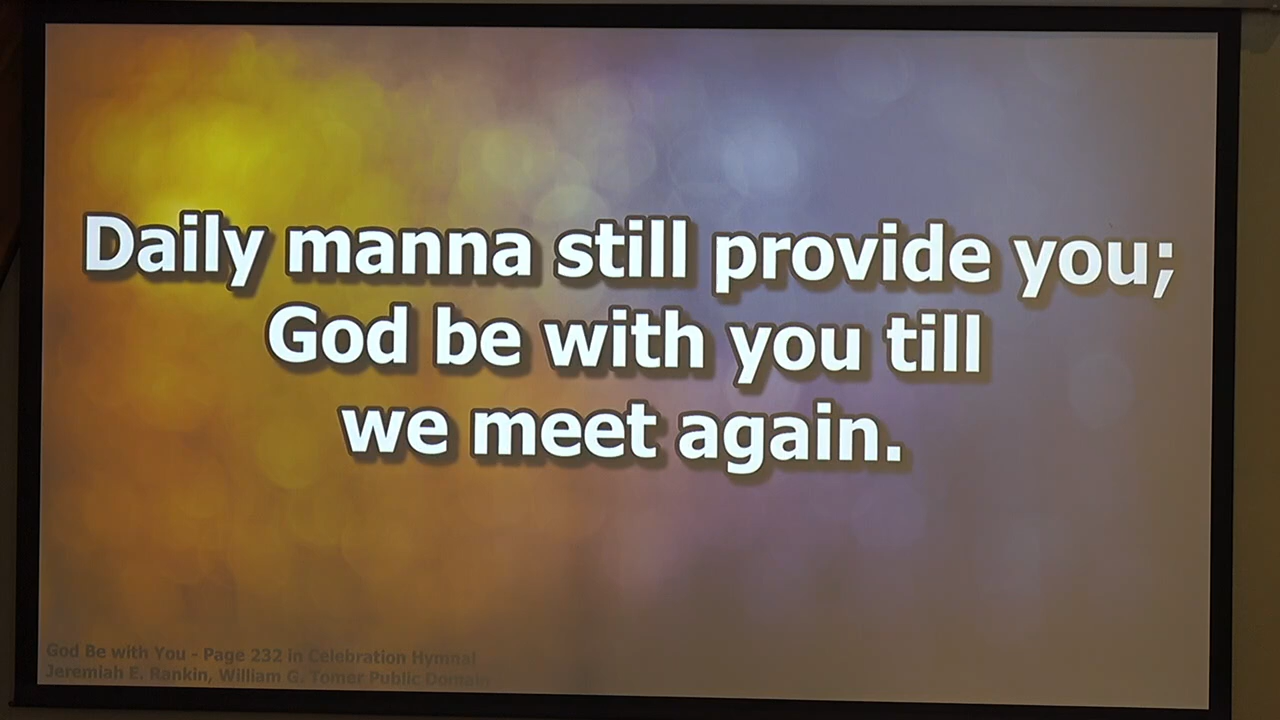 Daily manna still provide you;
God be with you till
we meet again.
God Be with You - Page 232 in Celebration Hymnal
Jeremiah E. Rankin, William G. Tomer Public Domain